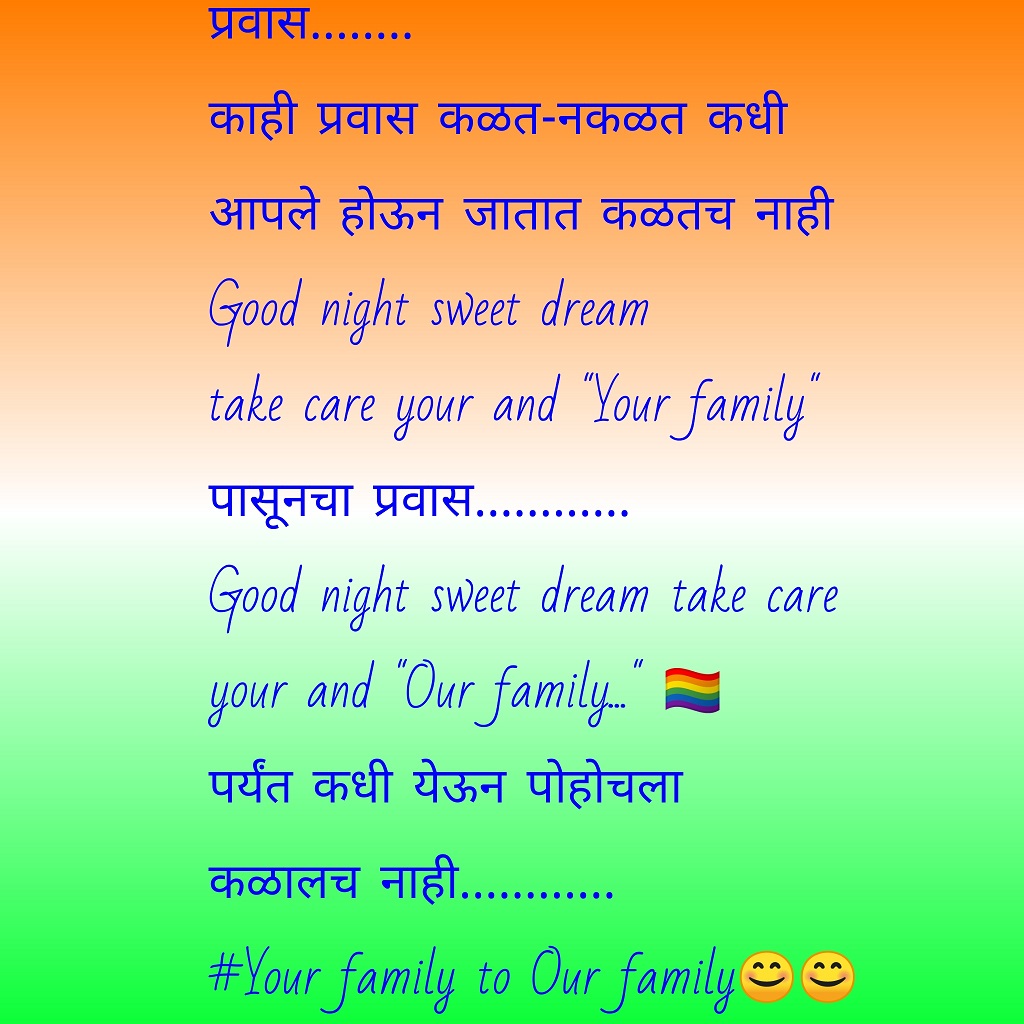 प्रवास........
काही प्रवास कळत-नकळत कधी
आपले होऊन जातात कळतच नाही
Good night sweet dream
take care your and "Your family"
पासूनचा प्रवास............
Good night sweet dream take care
your and "Our family..." 🏳️‍🌈
पर्यंत कधी येऊन पोहोचला
कळालच नाही............
#Your family to Our family😊😊